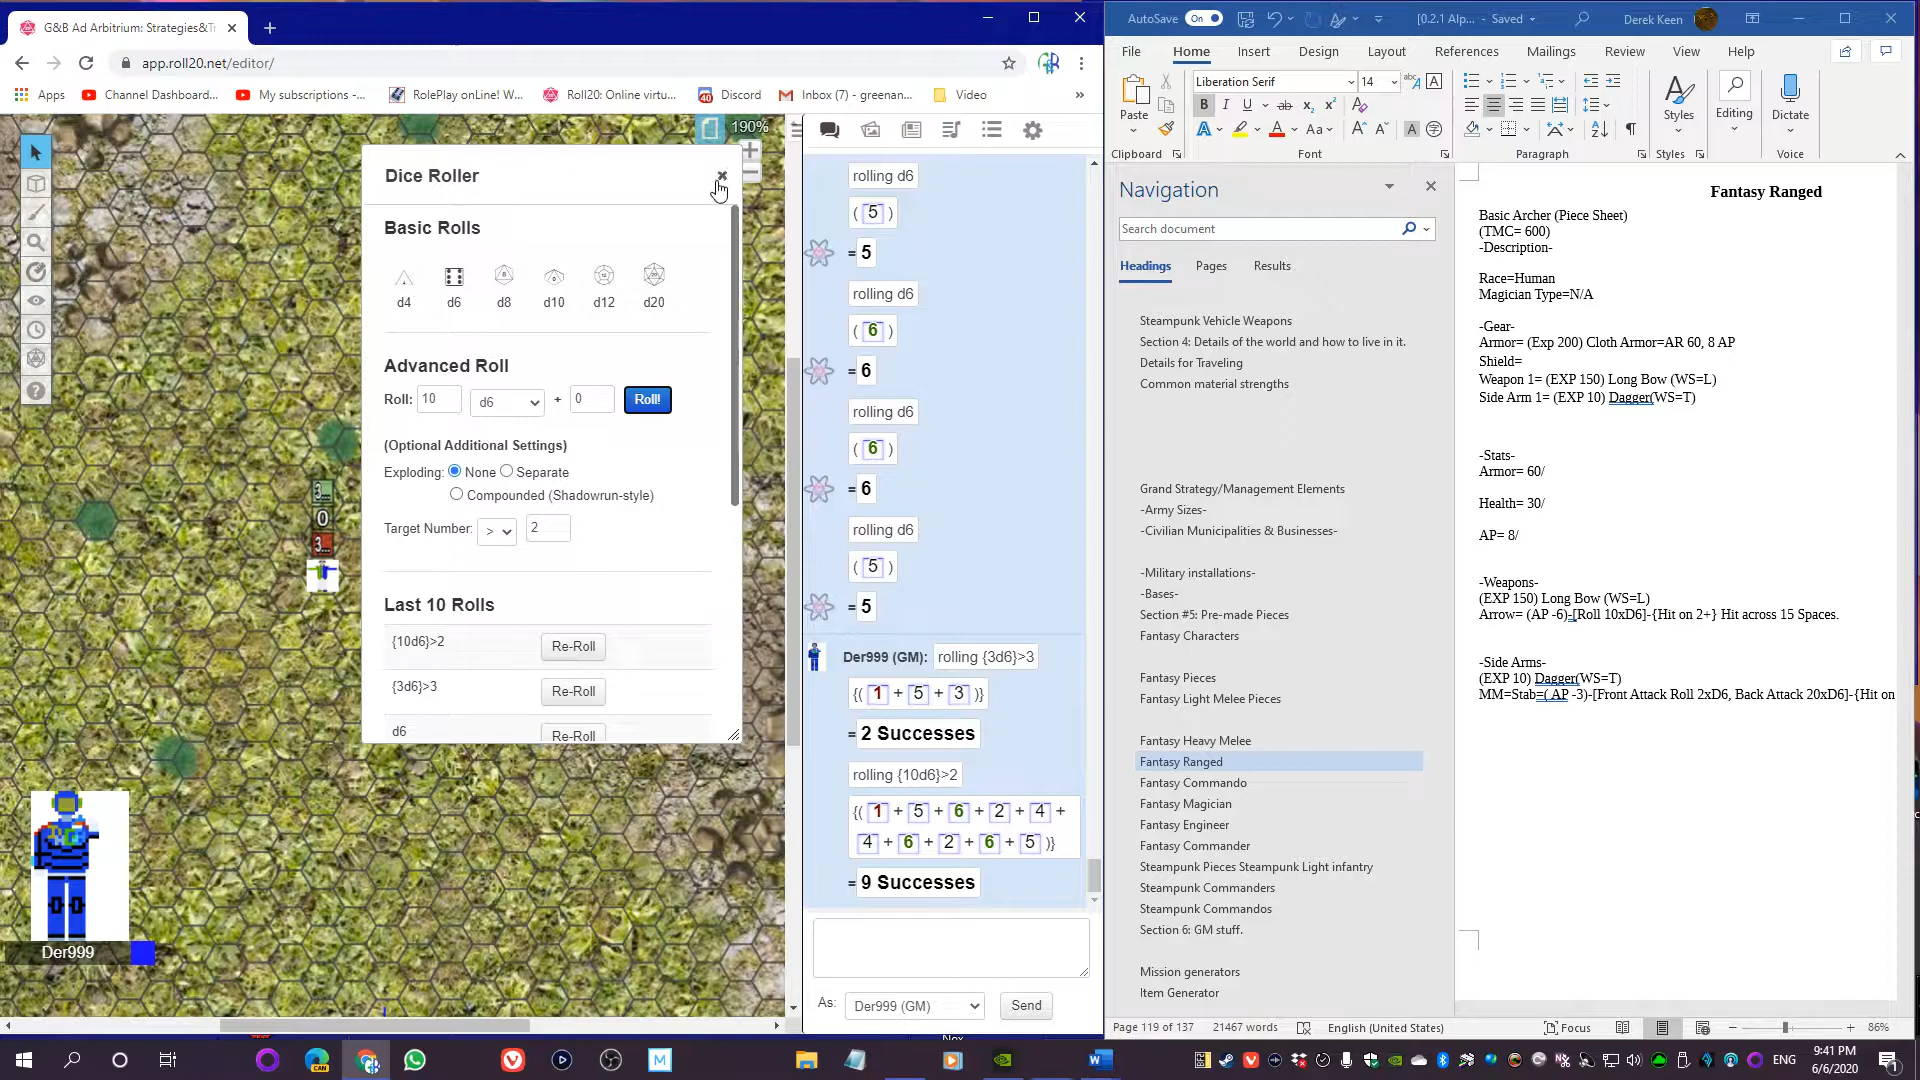 G&B Ad Arbitrium: Strategies&Tr
app.roll20.net/editor/
Apps
Channel Dashboard...
My subscriptions -...
RolePlay onLine! W...
Roll20: Online virtu...
Discord
Inbox (7) - greenan...
Video
»
190%
Dice Roller
Basic Rolls
d4 d6 d8 d10 d12 d20
Advanced Roll
Roll: 10 d6 + 0 Roll!
(Optional Additional Settings)
Exploding: None Separate
Compounded (Shadowrun-style)
Target Number: > 2
Last 10 Rolls
{10d6}>2 Re-Roll
{3d6}>3 Re-Roll
d6 Re-Roll
3...
0
3...
Der999
rolling d6
( 5 )
= 5
rolling d6
( 6 )
= 6
rolling d6
( 6 )
= 6
rolling d6
( 5 )
= 5
Der999 (GM): rolling {3d6}>3
{( 1 + 5 + 3 )}
= 2 Successes
rolling {10d6}>2
{( 1 + 5 + 6 + 2 + 4 +
4 + 6 + 2 + 6 + 5 )}
= 9 Successes
As: Der999 (GM) Send
AutoSave On [0.2.1 Alp... - Saved Derek Keen
File Home Insert Design Layout References Mailings Review View Help
Paste
Liberation Serif 14
B I U ab x₂ x²
Styles
Editing
Dictate
Clipboard Font Paragraph Styles Voice
Navigation
Search document
Headings Pages Results
Steampunk Vehicle Weapons
Section 4: Details of the world and how to live in it.
Details for Traveling
Common material strengths
Grand Strategy/Management Elements
-Army Sizes-
-Civilian Municipalities & Businesses-
-Military installations-
-Bases-
Section #5: Pre-made Pieces
Fantasy Characters
Fantasy Pieces
Fantasy Light Melee Pieces
Fantasy Heavy Melee
Fantasy Ranged
Fantasy Commando
Fantasy Magician
Fantasy Engineer
Fantasy Commander
Steampunk Pieces Steampunk Light infantry
Steampunk Commanders
Steampunk Commandos
Section 6: GM stuff.
Mission generators
Item Generator
Fantasy Ranged
Basic Archer (Piece Sheet)
(TMC= 600)
-Description-
Race=Human
Magician Type=N/A
-Gear-
Armor= (Exp 200) Cloth Armor=AR 60, 8 AP
Shield=
Weapon 1= (EXP 150) Long Bow (WS=L)
Side Arm 1= (EXP 10) Dagger(WS=T)
-Stats-
Armor= 60/
Health= 30/
AP= 8/
-Weapons-
(EXP 150) Long Bow (WS=L)
Arrow= (AP -6)-[Roll 10xD6]-{Hit on 2+} Hit across 15 Spaces.
-Side Arms-
(EXP 10) Dagger(WS=T)
MM=Stab=( AP -3)-[Front Attack Roll 2xD6, Back Attack 20xD6]-{Hit on
Page 119 of 137 21467 words English (United States) Focus 86%
CAN
ENG
9:41 PM
6/6/2020